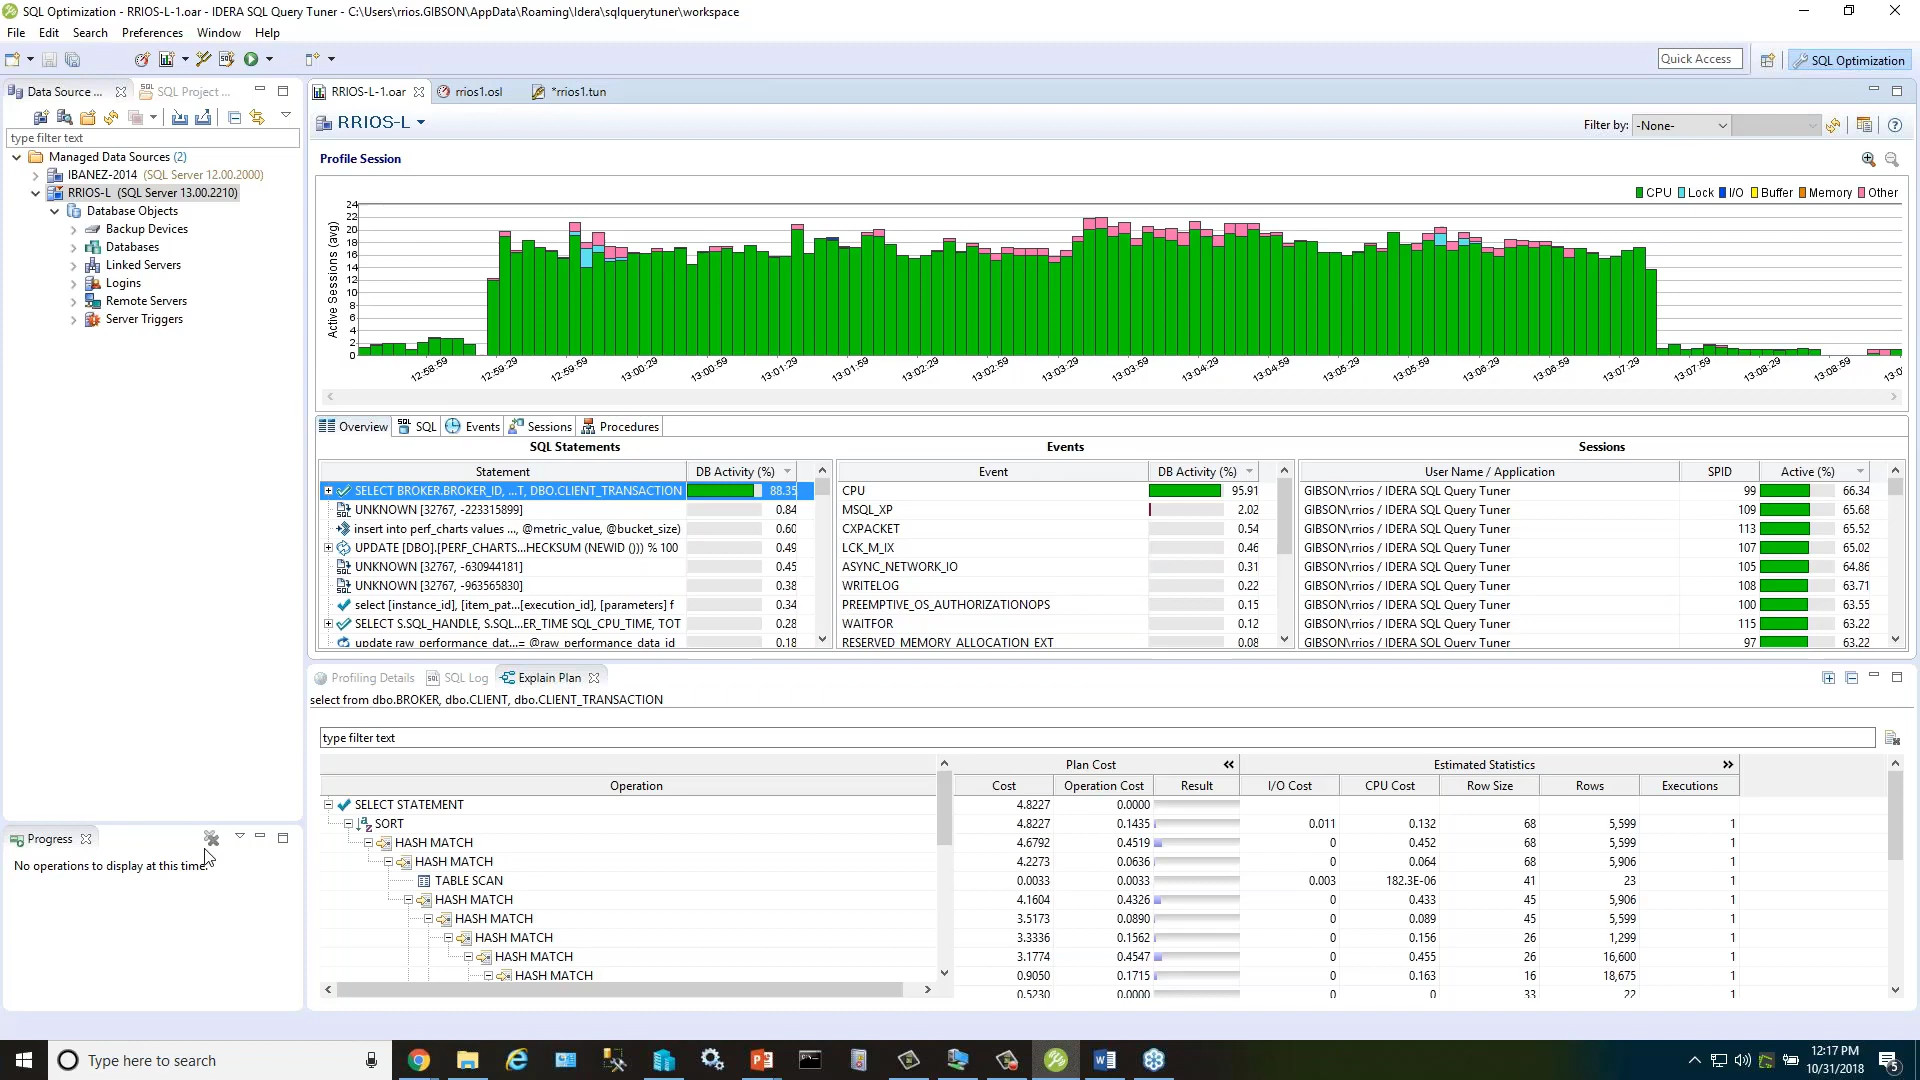 SQL Optimization - RRIOS-L-1.oar - IDERA SQL Query Tuner - C:\Users\rrios.GIBSON\AppData\Roaming\Idera\sqlquerytuner\workspace
File Edit Search Preferences Window Help
Quick Access SQL Optimization
Data Source ... SQL Project ...
type filter text
Managed Data Sources (2)
IBANEZ-2014 (SQL Server 12.00.2000)
RRIOS-L (SQL Server 13.00.2210)
Database Objects
Backup Devices
Databases
Linked Servers
Logins
Remote Servers
Server Triggers
Progress
No operations to display at this time.
RRIOS-L-1.oar rrios1.osl *rrios1.tun
RRIOS-L Filter by: -None-
Profile Session
CPU Lock I/O Buffer Memory Other
Active Sessions (avg)
24
22
20
18
16
14
12
10
8
6
4
2
0
12:58:59 12:59:29 12:59:59 13:00:29 13:00:59 13:01:29 13:01:59 13:02:29 13:02:59 13:03:29 13:03:59 13:04:29 13:04:59 13:05:29 13:05:59 13:06:29 13:06:59 13:07:29 13:07:59 13:08:29 13:08:59 13:0
Overview SQL Events Sessions Procedures
SQL Statements
Statement DB Activity (%)
SELECT BROKER.BROKER_ID, ...T, DBO.CLIENT_TRANSACTION 88.35
UNKNOWN [32767, -223315899] 0.84
insert into perf_charts values ..., @metric_value, @bucket_size) 0.60
UPDATE [DBO].[PERF_CHARTS...HECKSUM (NEWID ())) % 100 0.49
UNKNOWN [32767, -630944181] 0.45
UNKNOWN [32767, -963565830] 0.38
select [instance_id], [item_pat...[execution_id], [parameters] f 0.34
SELECT S.SQL_HANDLE, S.SQL...ER_TIME SQL_CPU_TIME, TOT 0.28
update raw_performance_dat...= @raw_performance_data_id 0.18
Events
Event DB Activity (%)
CPU 95.91
MSQL_XP 2.02
CXPACKET 0.54
LCK_M_IX 0.46
ASYNC_NETWORK_IO 0.31
WRITELOG 0.22
PREEMPTIVE_OS_AUTHORIZATIONOPS 0.15
WAITFOR 0.12
RESERVED_MEMORY_ALLOCATION_EXT 0.08
Sessions
User Name / Application SPID Active (%)
GIBSON\rrios / IDERA SQL Query Tuner 99 66.34
GIBSON\rrios / IDERA SQL Query Tuner 109 65.68
GIBSON\rrios / IDERA SQL Query Tuner 113 65.52
GIBSON\rrios / IDERA SQL Query Tuner 107 65.02
GIBSON\rrios / IDERA SQL Query Tuner 105 64.86
GIBSON\rrios / IDERA SQL Query Tuner 108 63.71
GIBSON\rrios / IDERA SQL Query Tuner 100 63.55
GIBSON\rrios / IDERA SQL Query Tuner 115 63.22
GIBSON\rrios / IDERA SQL Query Tuner 97 63.22
Profiling Details SQL Log Explain Plan
select from dbo.BROKER, dbo.CLIENT, dbo.CLIENT_TRANSACTION
type filter text
Plan Cost Estimated Statistics
Operation Cost Operation Cost Result I/O Cost CPU Cost Row Size Rows Executions
SELECT STATEMENT 4.8227 0.0000
SORT 4.8227 0.1435 0.011 0.132 68 5,599 1
HASH MATCH 4.6792 0.4519 0 0.452 68 5,599 1
HASH MATCH 4.2273 0.0636 0 0.064 68 5,906 1
TABLE SCAN 0.0033 0.0033 0.003 182.3E-06 41 23 1
HASH MATCH 4.1604 0.4326 0 0.433 45 5,906 1
HASH MATCH 3.5173 0.0890 0 0.089 45 5,599 1
HASH MATCH 3.3336 0.1562 0 0.156 26 1,299 1
HASH MATCH 3.1774 0.4547 0 0.455 26 16,600 1
HASH MATCH 0.9050 0.1715 0 0.163 16 18,675 1
0.5230 0.0000 0 0 33 22 1
Type here to search
12:17 PM
10/31/2018
5